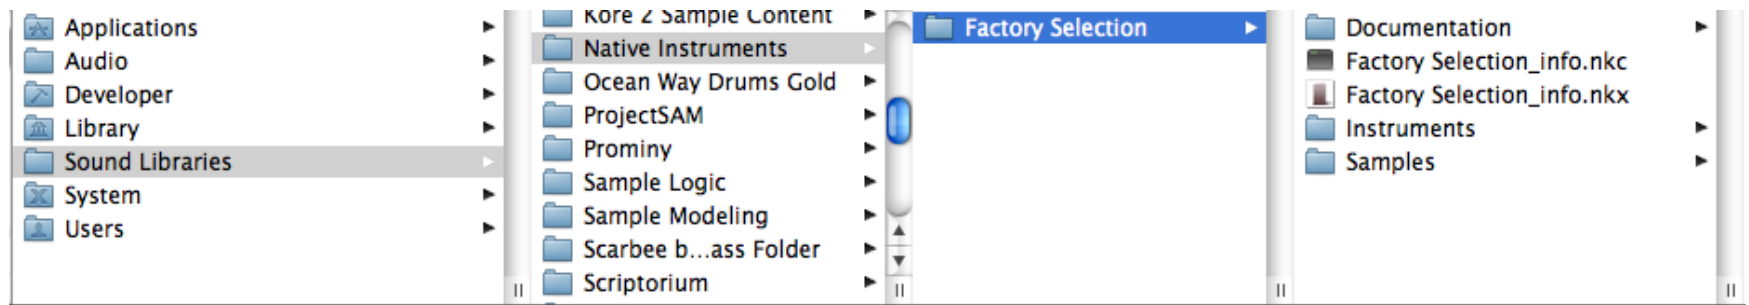 Applications
Audio
Developer
Library
Sound Libraries
System
Users
Kore 2 Sample Content
Native Instruments
Ocean Way Drums Gold
ProjectSAM
Prominy
Sample Logic
Sample Modeling
Scarbee b...ass Folder
Scriptorium
Factory Selection
Documentation
Factory Selection_info.nkc
Factory Selection_info.nkx
Instruments
Samples